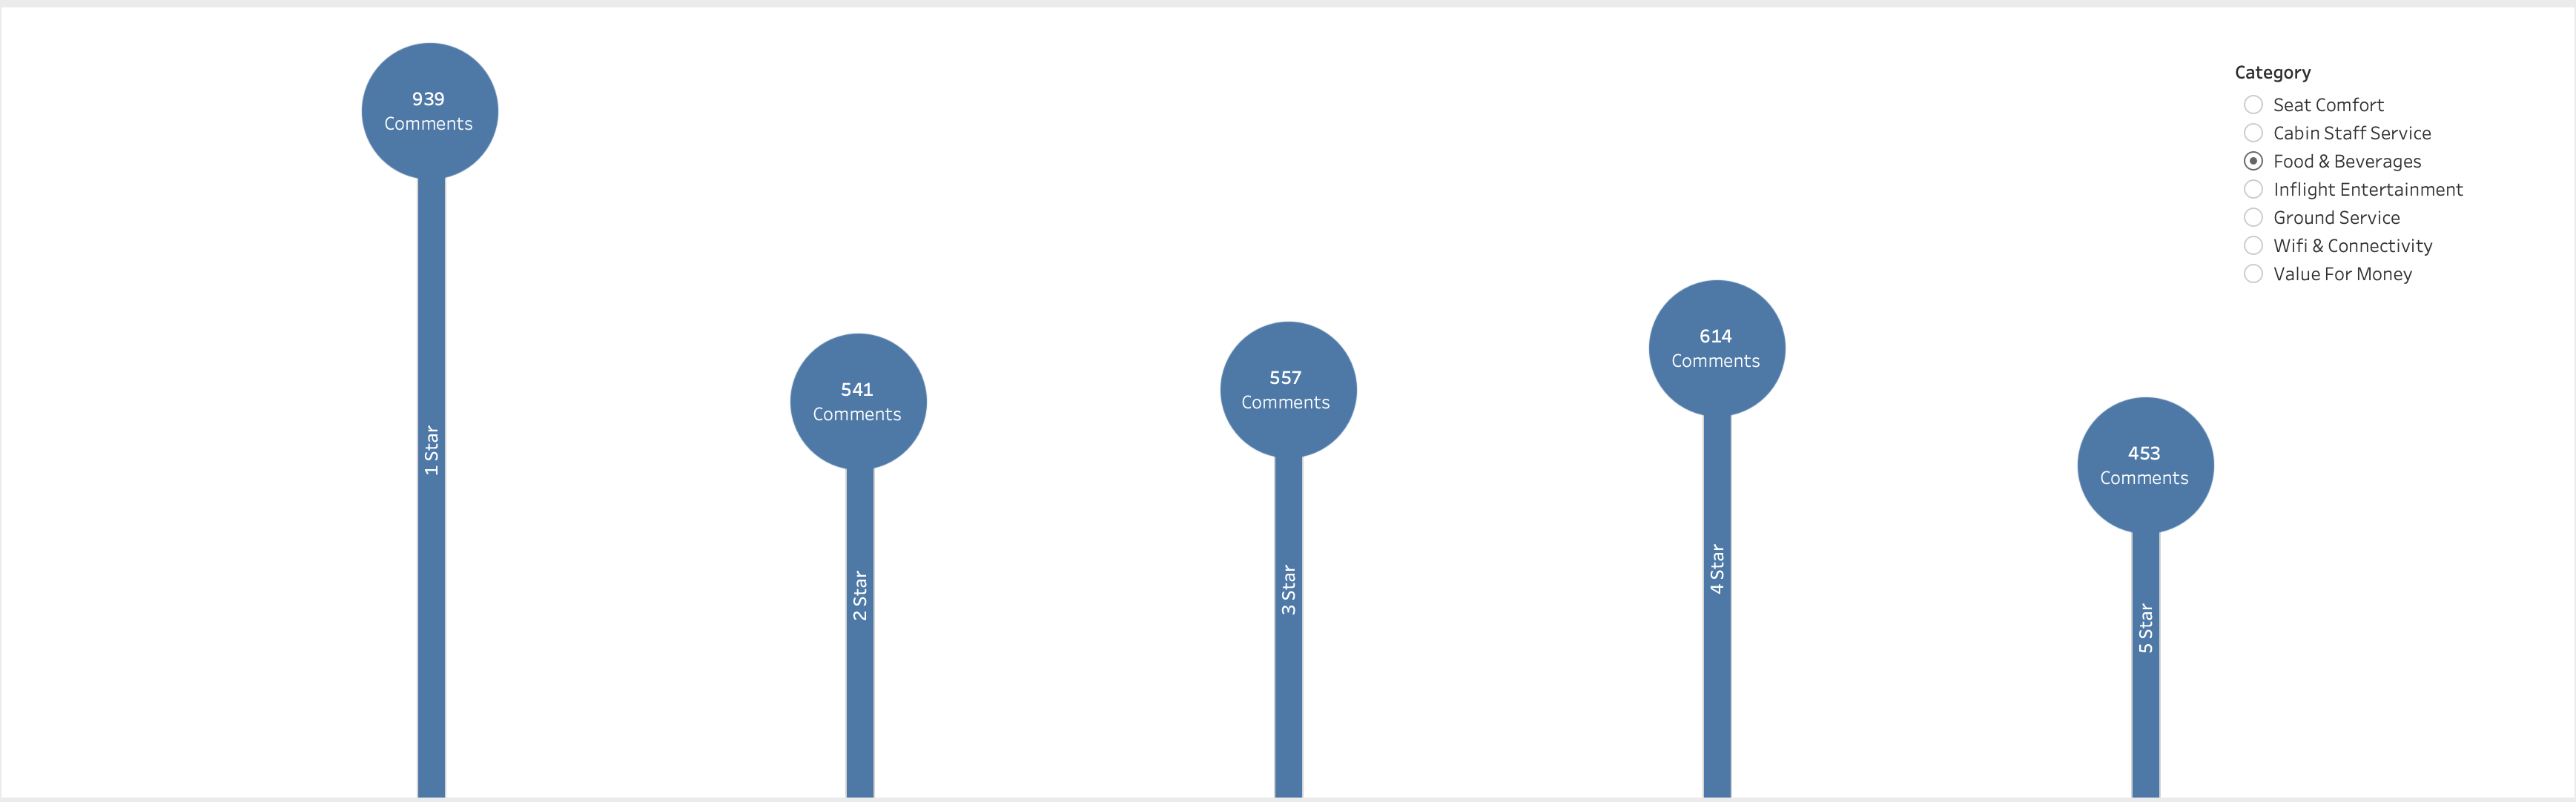 939
Comments
1 Star
541
Comments
2 Star
557
Comments
3 Star
614
Comments
4 Star
453
Comments
5 Star
Category
Seat Comfort
Cabin Staff Service
Food & Beverages
Inflight Entertainment
Ground Service
Wifi & Connectivity
Value For Money